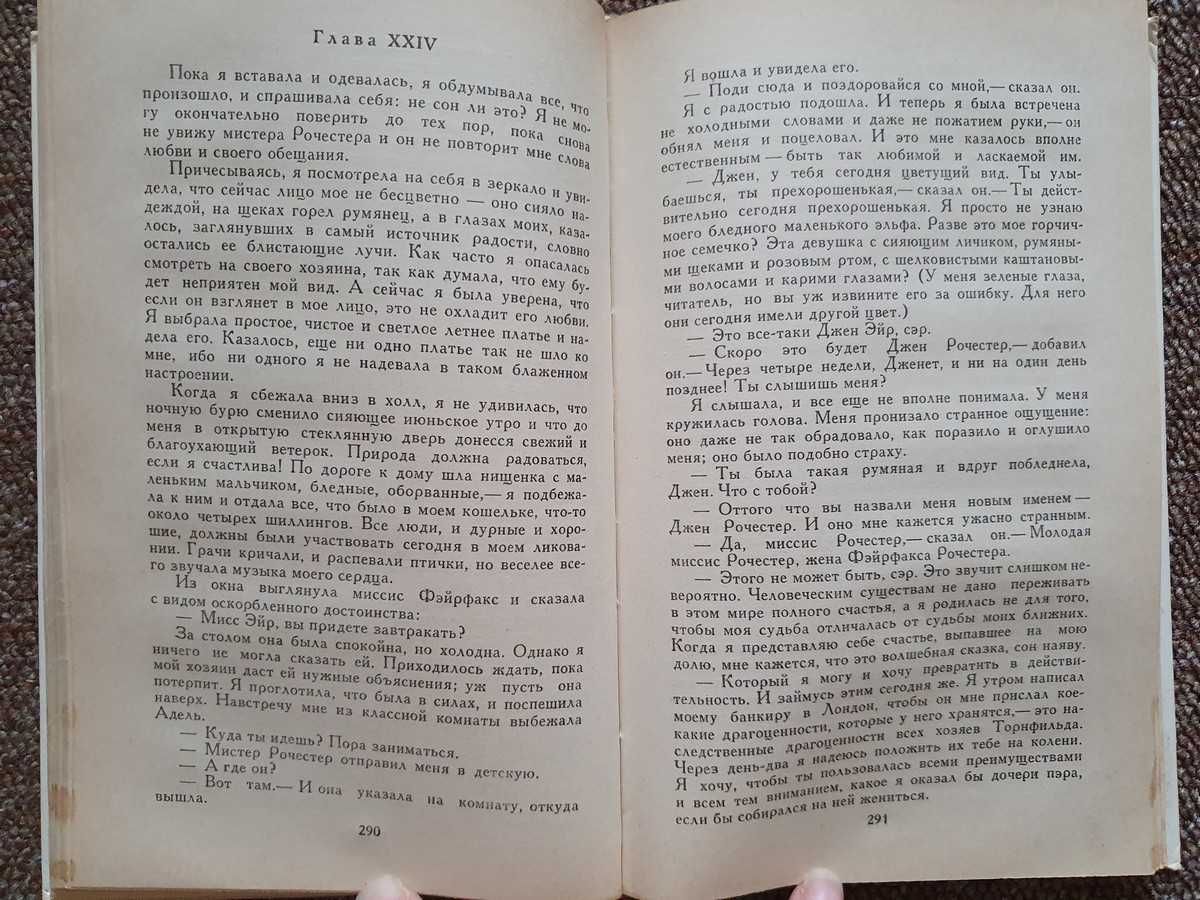 Глава XXIV
Пока я вставала и одевалась, я обдумывала все, что
произошло, и спрашивала себя: не сон ли это? Я не мо-
гу окончательно поверить до тех пор, пока снова
не увижу мистера Рочестера и он не повторит мне слова
любви и своего обещания.
Причесываясь, я посмотрела на себя в зеркало и уви-
дела, что сейчас лицо мое не бесцветно — оно сияло на-
деждой, на щеках горел румянец, а в глазах моих, каза-
лось, заглянувших в самый источник радости, словно
остались ее блистающие лучи. Как часто я опасалась
смотреть на своего хозяина, так как думала, что ему бу-
дет неприятен мой вид. А сейчас я была уверена, что
если он взглянет в мое лицо, это не охладит его любви.
Я выбрала простое, чистое и светлое летнее платье и на-
дела его. Казалось, еще ни одно платье так не шло ко
мне, ибо ни одного я не надевала в таком блаженном
настроении.
Когда я сбежала вниз в холл, я не удивилась, что
ночную бурю сменило сияющее июньское утро и что до
меня в открытую стеклянную дверь донесся свежий и
благоухающий ветерок. Природа должна радоваться,
если я счастлива! По дороге к дому шла нищенка с ма-
леньким мальчиком, бледные, оборванные,— я подбежа-
ла к ним и отдала все, что было в моем кошельке, что-то
около четырех шиллингов. Все люди, и дурные и хоро-
шие, должны были участвовать сегодня в моем ликова-
нии. Грачи кричали, и распевали птички, но веселее все-
го звучала музыка моего сердца.
Из окна выглянула миссис Фэйрфакс и сказала
с видом оскорбленного достоинства:
— Мисс Эйр, вы придете завтракать?
За столом она была спокойна, но холодна. Однако я
ничего не могла сказать ей. Приходилось ждать, пока
мой хозяин даст ей нужные объяснения; уж пусть она
потерпит. Я проглотила, что была в силах, и поспешила
наверх. Навстречу мне из классной комнаты выбежала
Адель.
— Куда ты идешь? Пора заниматься.
— Мистер Рочестер отправил меня в детскую.
— А где он?
— Вот там.— И она указала на комнату, откуда
вышла.
290
Я вошла и увидела его.
— Поди сюда и поздоровайся со мной,— сказал он.
Я с радостью подошла. И теперь я была встречена
не холодными словами и даже не пожатием руки,— он
обнял меня и поцеловал. И это мне казалось вполне
естественным — быть так любимой и ласкаемой им.
— Джен, у тебя сегодня цветущий вид. Ты улы-
баешься, ты прехорошенькая,— сказал он.— Ты дейст-
вительно сегодня прехорошенькая. Я просто не узнаю
моего бледного маленького эльфа. Разве это мое горчич-
ное семечко? Эта девушка с сияющим личиком, румяны-
ми щеками и розовым ртом, с шелковистыми каштановы-
ми волосами и карими глазами? (У меня зеленые глаза,
читатель, но вы уж извините его за ошибку. Для него
они сегодня имели другой цвет.)
— Это все-таки Джен Эйр, сэр.
— Скоро это будет Джен Рочестер,— добавил
он.— Через четыре недели, Дженет, и ни на один день
позднее! Ты слышишь меня?
Я слышала, и все еще не вполне понимала. У меня
кружилась голова. Меня пронизало странное ощущение:
оно даже не так обрадовало, как поразило и оглушило
меня; оно было подобно страху.
— Ты была такая румяная и вдруг побледнела,
Джен. Что с тобой?
— Оттого что вы назвали меня новым именем —
Джен Рочестер. И оно мне кажется ужасно странным.
— Да, миссис Рочестер,— сказал он.— Молодая
миссис Рочестер, жена Фэйрфакса Рочестера.
— Этого не может быть, сэр. Это звучит слишком не-
вероятно. Человеческим существам не дано переживать
в этом мире полного счастья, а я родилась не для того,
чтобы моя судьба отличалась от судьбы моих ближних.
Когда я представляю себе счастье, выпавшее на мою
долю, мне кажется, что это волшебная сказка, сон наяву.
— Который я могу и хочу превратить в действи-
тельность. И займусь этим сегодня же. Я утром написал
моему банкиру в Лондон, чтобы он мне прислал кое-
какие драгоценности, которые у него хранятся,— это на-
следственные драгоценности всех хозяев Торнфильда.
Через день-два я надеюсь положить их тебе на колени.
Я хочу, чтобы ты пользовалась всеми преимуществами
и всем тем вниманием, какое я оказал бы дочери пэра,
если бы собирался на ней жениться.
291